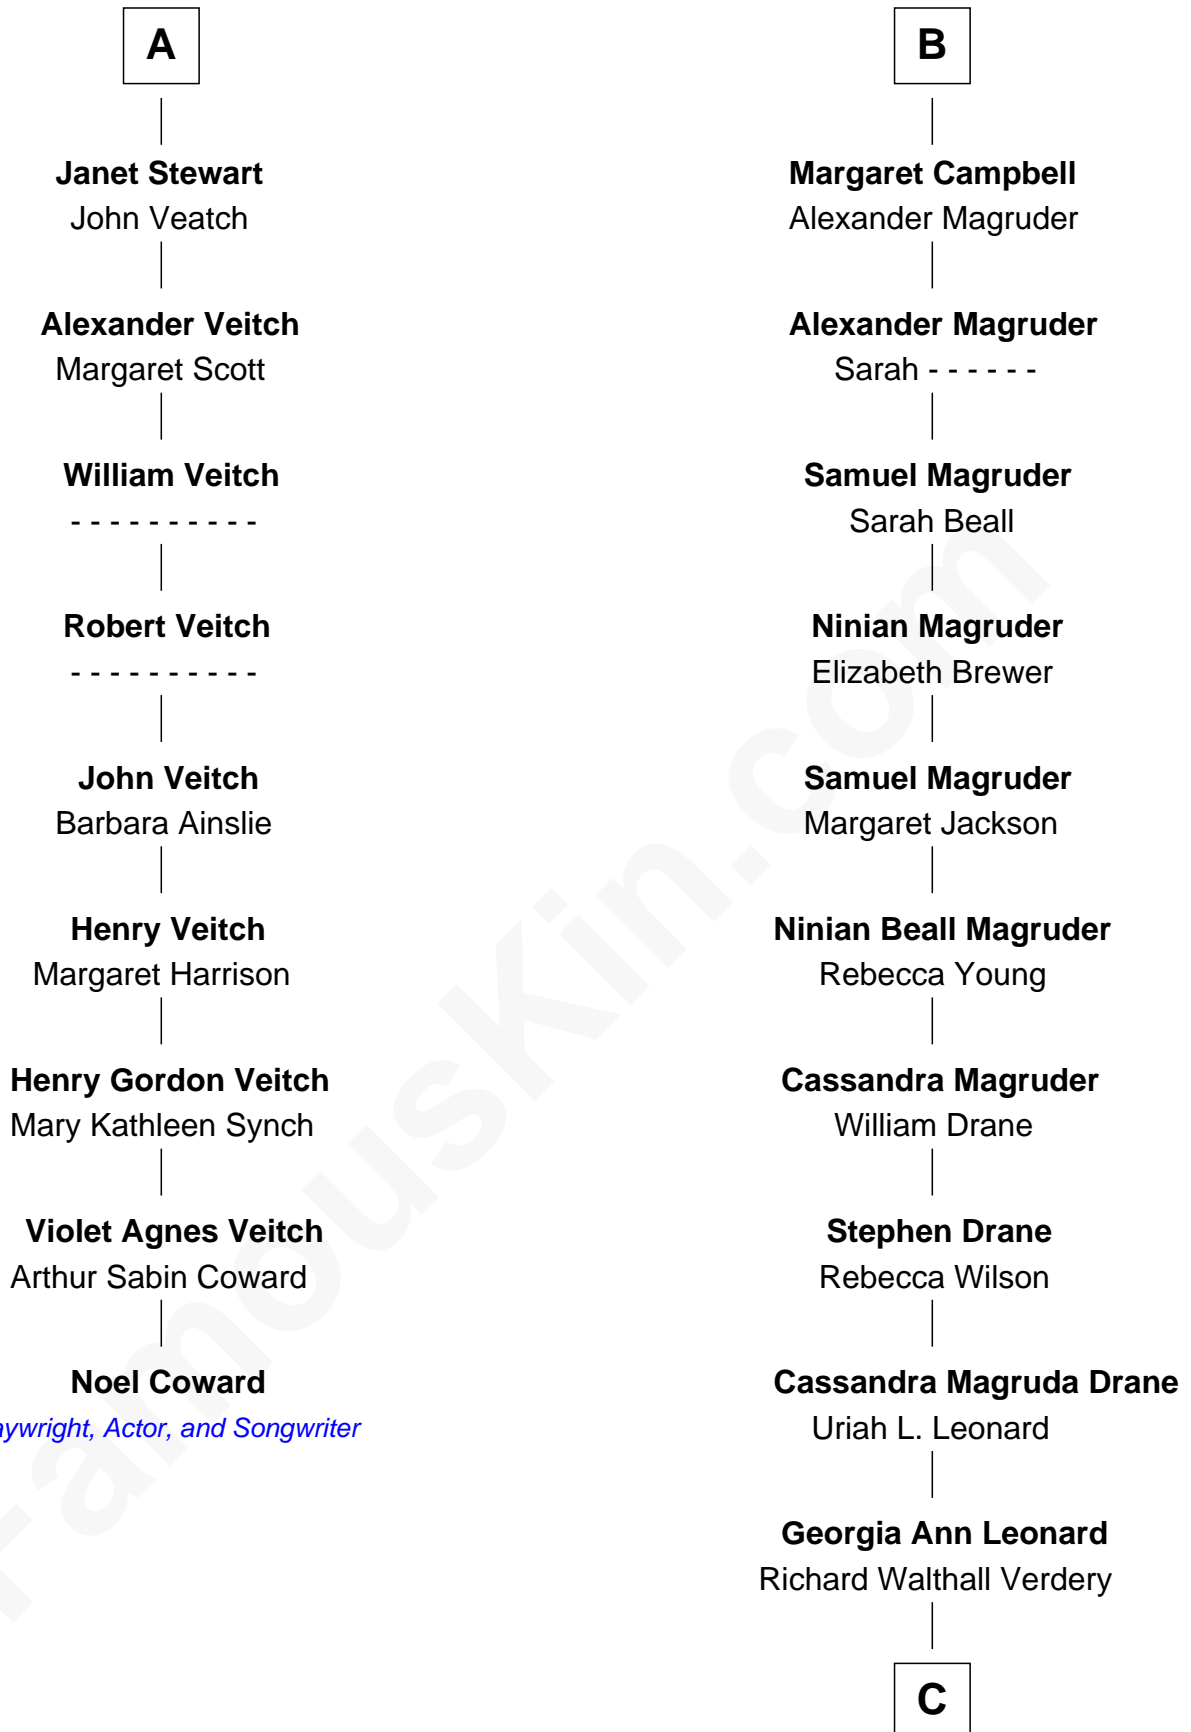 A
Janet Stewart
John Veatch
Alexander Veitch
Margaret Scott
William Veitch
- - - - - - - - - -
Robert Veitch
- - - - - - - - - -
John Veitch
Barbara Ainslie
Henry Veitch
Margaret Harrison
Henry Gordon Veitch
Mary Kathleen Synch
Violet Agnes Veitch
Arthur Sabin Coward
Noel Coward
aywright, Actor, and Songwriter
B
Margaret Campbell
Alexander Magruder
Alexander Magruder
Sarah - - - - - -
Samuel Magruder
Sarah Beall
Ninian Magruder
Elizabeth Brewer
Samuel Magruder
Margaret Jackson
Ninian Beall Magruder
Rebecca Young
Cassandra Magruder
William Drane
Stephen Drane
Rebecca Wilson
Cassandra Magruda Drane
Uriah L. Leonard
Georgia Ann Leonard
Richard Walthall Verdery
C
FamousKin.com